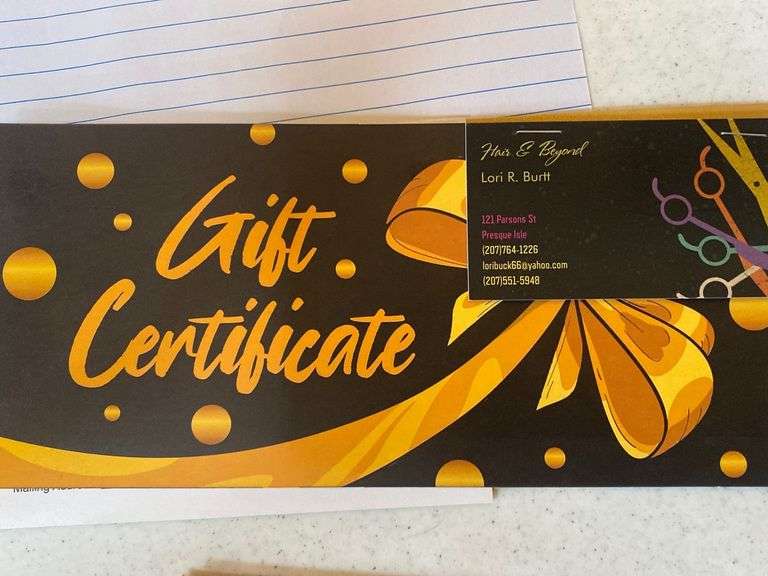 Gift
Certificate
Hair & Beyond
Lori R. Burtt
121 Parsons St
Presque Isle
(207)764-1226
loribuck66@yahoo.com
(207)551-5948
Mailing